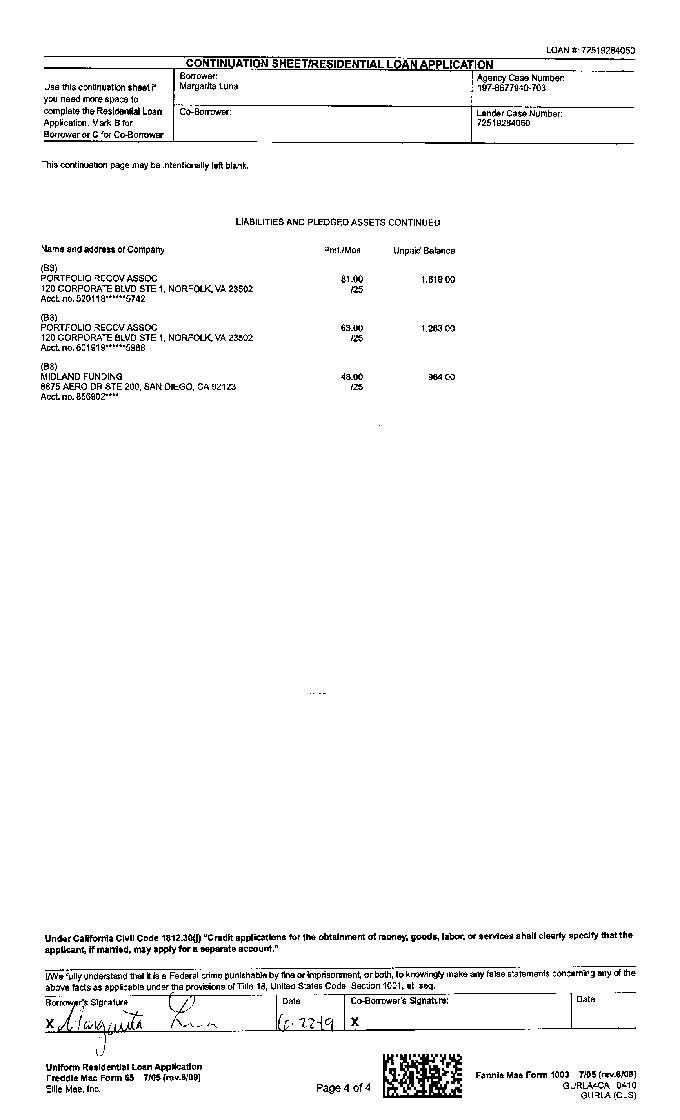 LOAN #: 72519284060
CONTINUATION SHEET/RESIDENTIAL LOAN APPLICATION
Use this continuation sheet if
you need more space to
complete the Residential Loan
Application. Mark B for
Borrower or C for Co-Borrower
Borrower:
Margarita Luna
Co-Borrower:
Agency Case Number:
197-8677940-703
Lender Case Number:
72519284060
This continuation page may be intentionally left blank.
LIABILITIES AND PLEDGED ASSETS CONTINUED
Name and address of Company Pmt./Mos Unpaid Balance
(B3)
PORTFOLIO RECOV ASSOC 81.00 1,619.00
120 CORPORATE BLVD STE 1, NORFOLK, VA 23502 /25
Acct. no. 520118******5742
(B3)
PORTFOLIO RECOV ASSOC 63.00 1,263.00
120 CORPORATE BLVD STE 1, NORFOLK, VA 23502 /25
Acct. no. 601919******5988
(B3)
MIDLAND FUNDING 48.00 964.00
8875 AERO DR STE 200, SAN DIEGO, CA 92123 /25
Acct. no. 856902****
Under California Civil Code 1812.30(j) "Credit applications for the obtainment of money, goods, labor, or services shall clearly specify that the
applicant, if married, may apply for a separate account."
I/We fully understand that it is a Federal crime punishable by fine or imprisonment, or both, to knowingly make any false statements concerning any of the
above facts as applicable under the provisions of Title 18, United States Code, Section 1001, et. seq.
Borrower's Signature Date Co-Borrower's Signature: Date
X Margarita Luna 6-22-19 X
Uniform Residential Loan Application
Freddie Mac Form 65 7/05 (rev.6/09)
Ellie Mae, Inc.
Page 4 of 4
Fannie Mae Form 1003 7/05 (rev.6/09)
GURLA4CA 0410
GURLA (CLS)